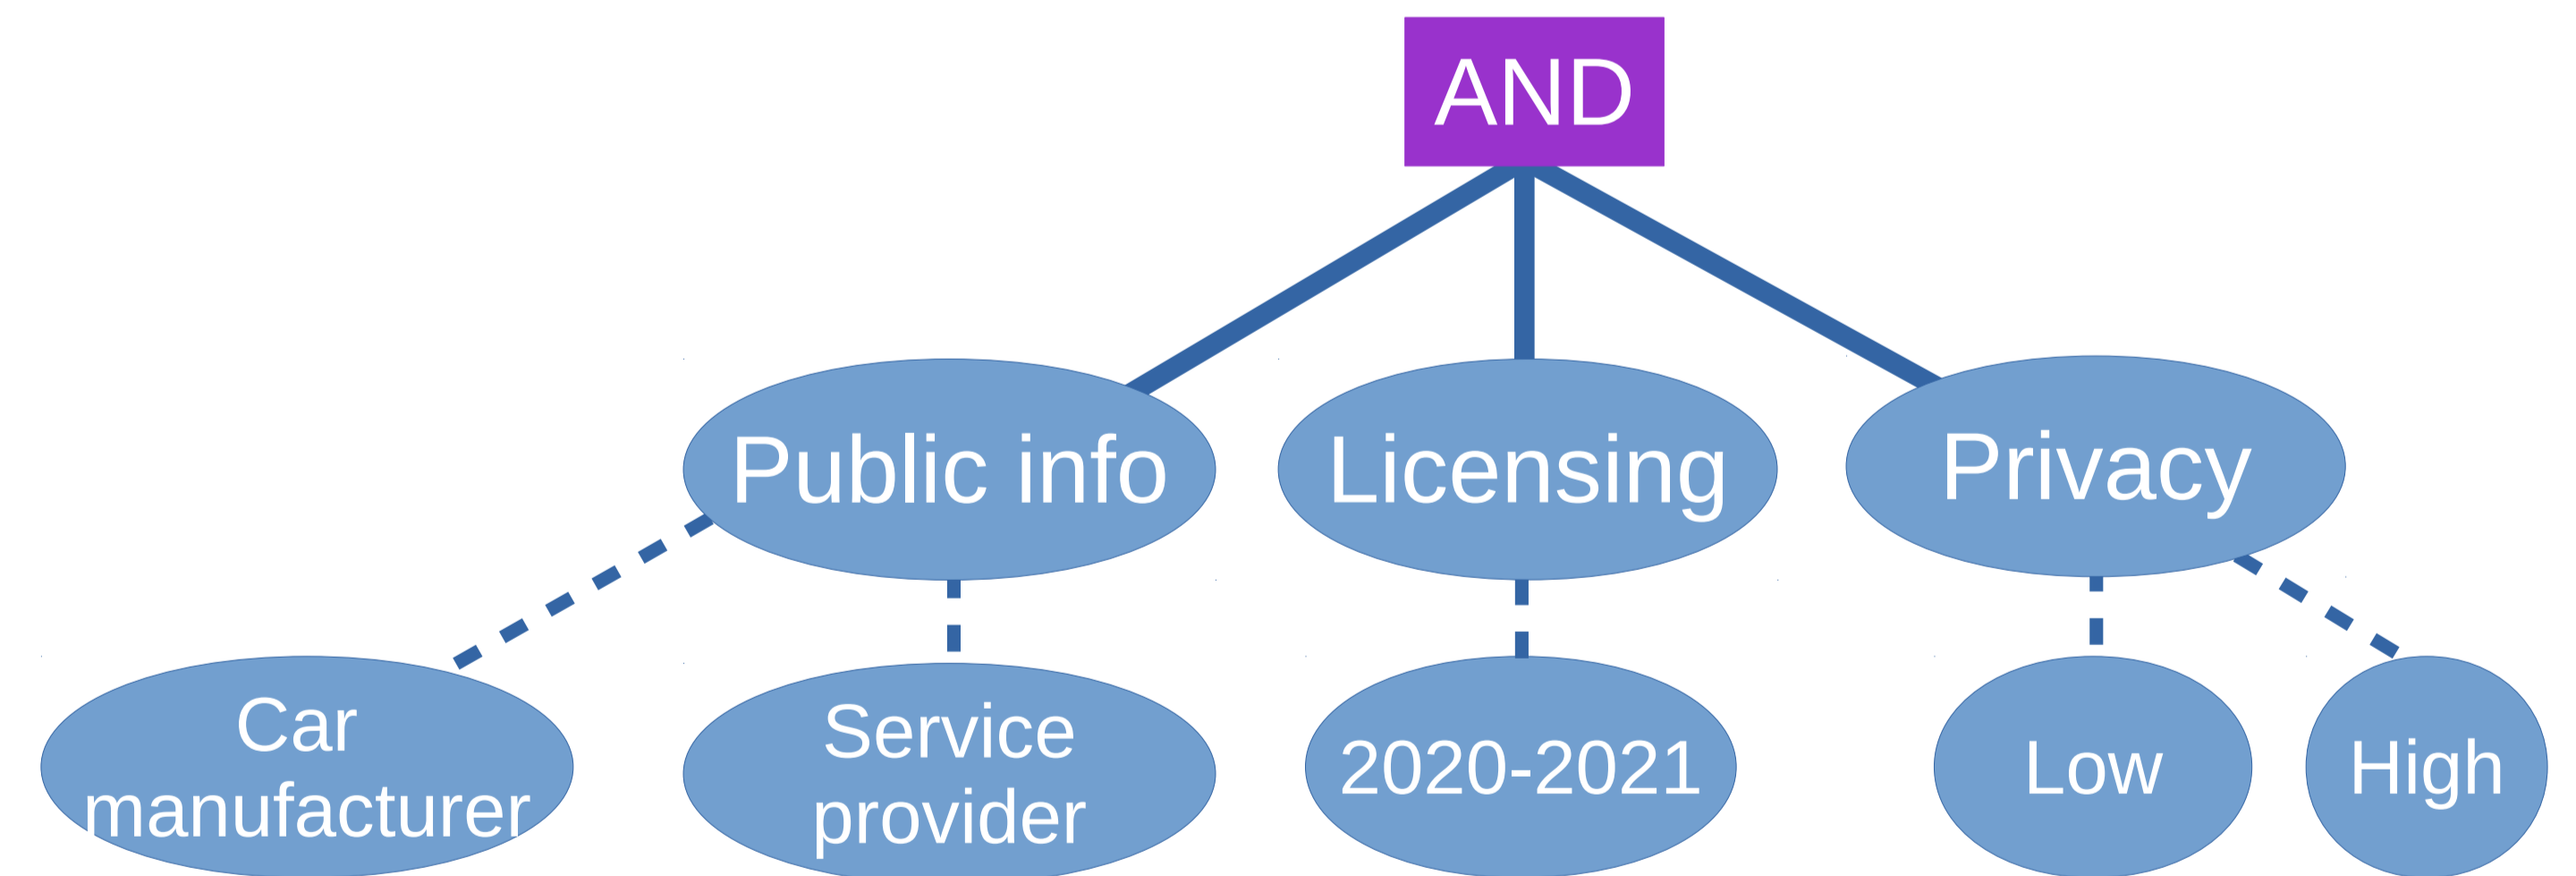 AND
Public info
Licensing
Privacy
Car
manufacturer
Service
provider
2020-2021
Low
High